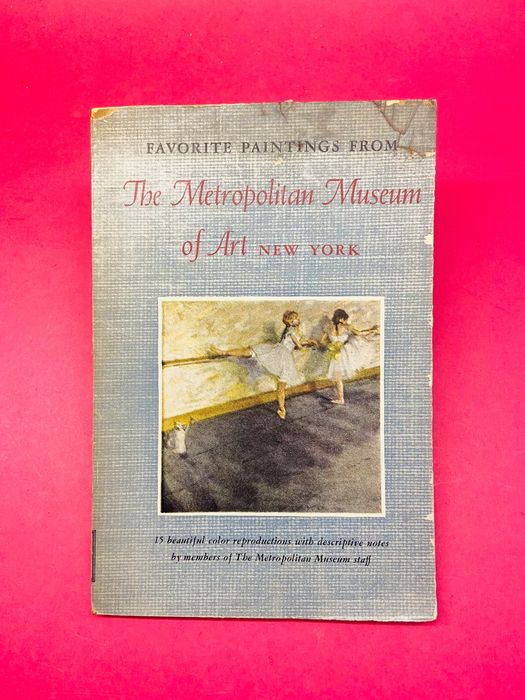 FAVORITE PAINTINGS FROM
The Metropolitan Museum
of Art NEW YORK
15 beautiful color reproductions with descriptive notes
by members of The Metropolitan Museum staff